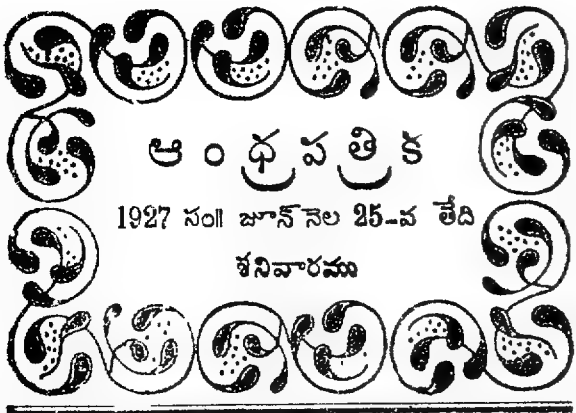 ఆంధ్రపత్రిక
1927 సం॥ జూన్ నెల 25-వ తేది
శనివారము